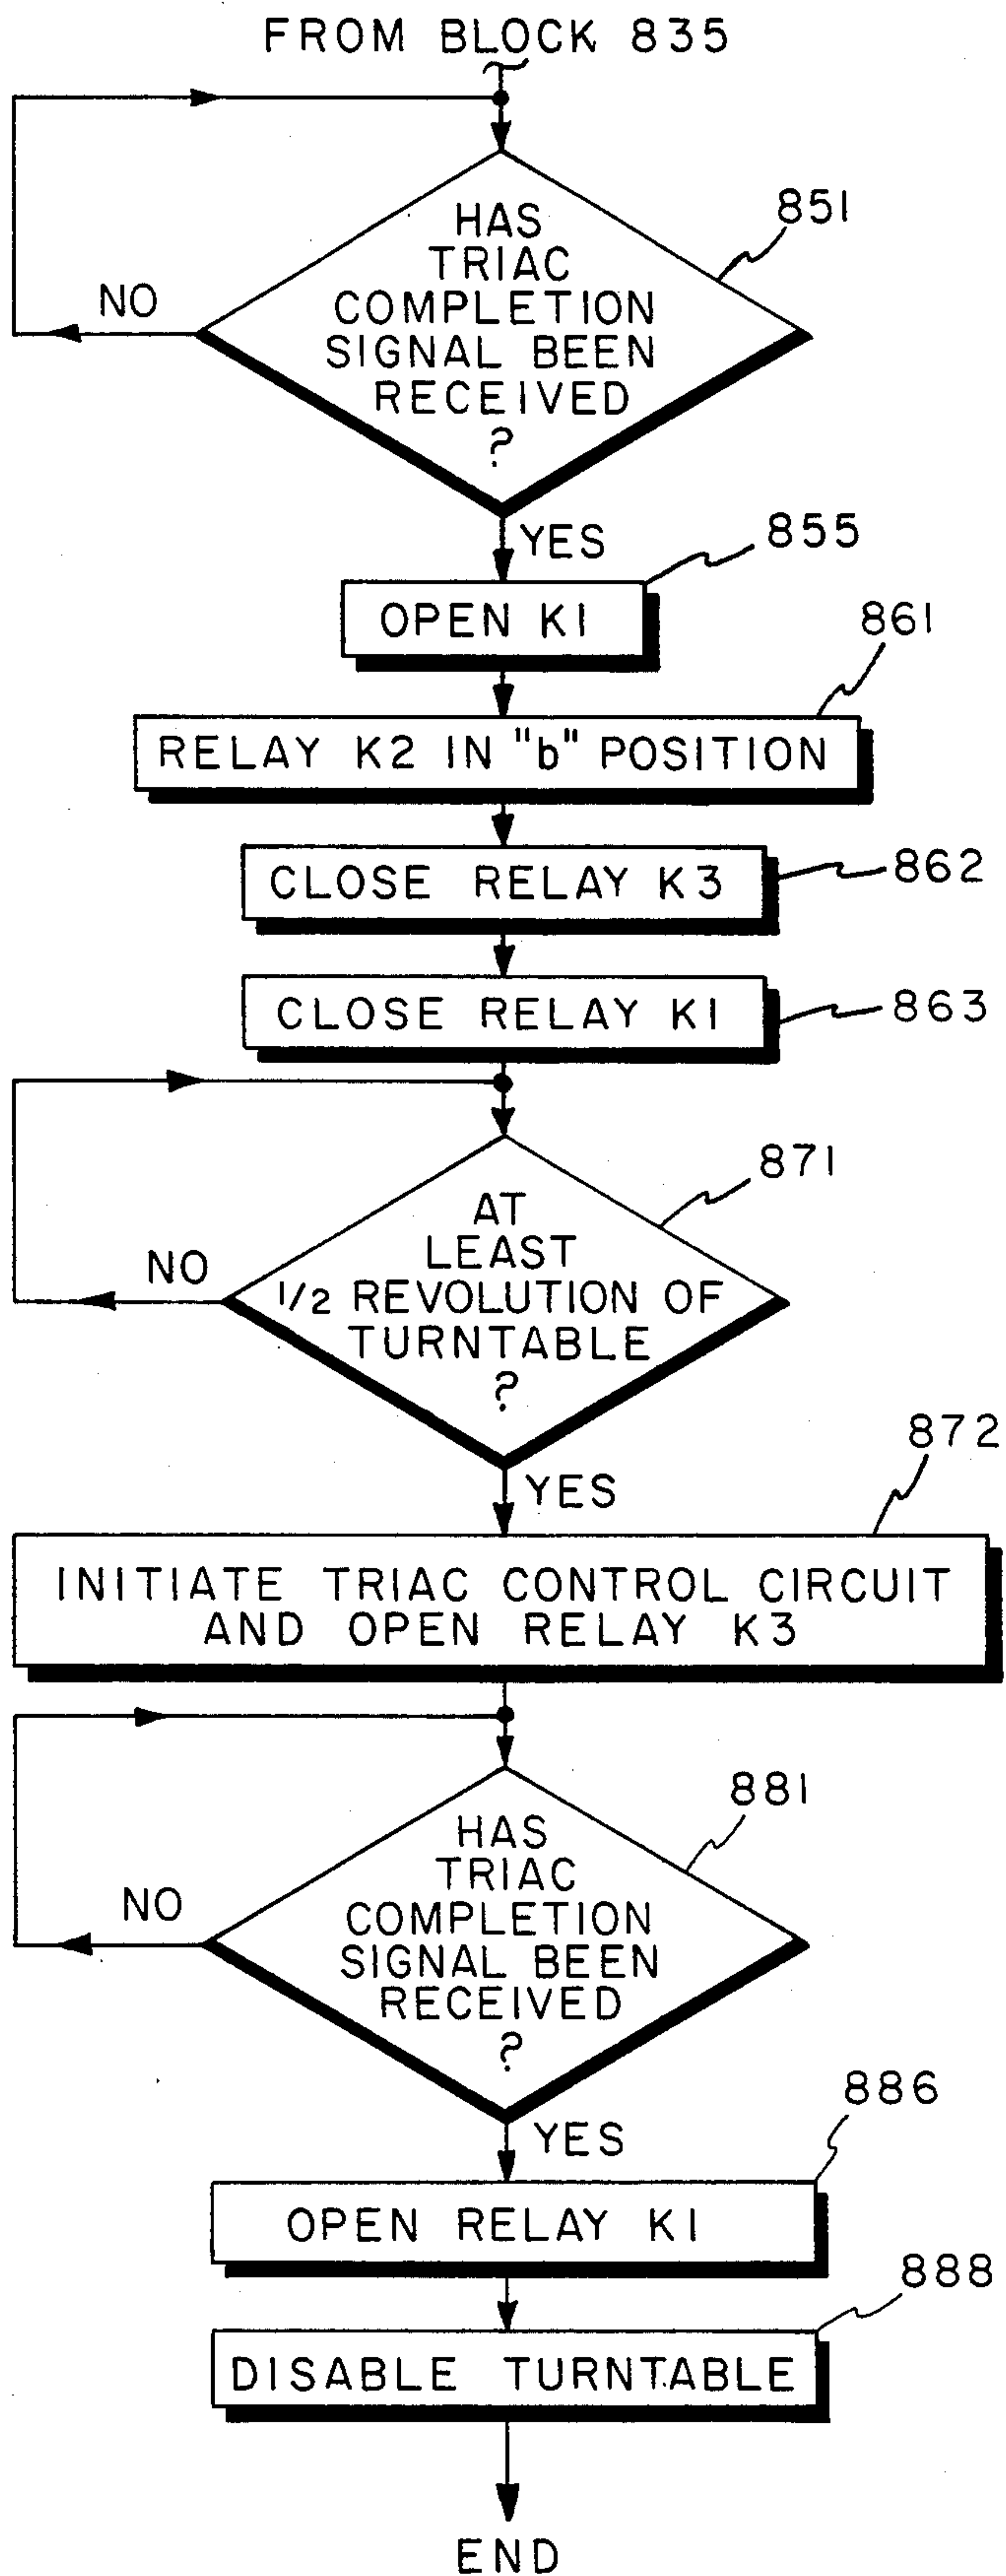 FROM BLOCK 835
851
HAS
TRIAC
COMPLETION
SIGNAL BEEN
RECEIVED
?
NO
YES
855
OPEN K1
861
RELAY K2 IN "b" POSITION
CLOSE RELAY K3
862
CLOSE RELAY K1
863
871
AT
LEAST
1/2 REVOLUTION OF
TURNTABLE
?
NO
YES
872
INITIATE TRIAC CONTROL CIRCUIT
AND OPEN RELAY K3
881
HAS
TRIAC
COMPLETION
SIGNAL BEEN
RECEIVED
?
NO
YES
886
OPEN RELAY K1
888
DISABLE TURNTABLE
END